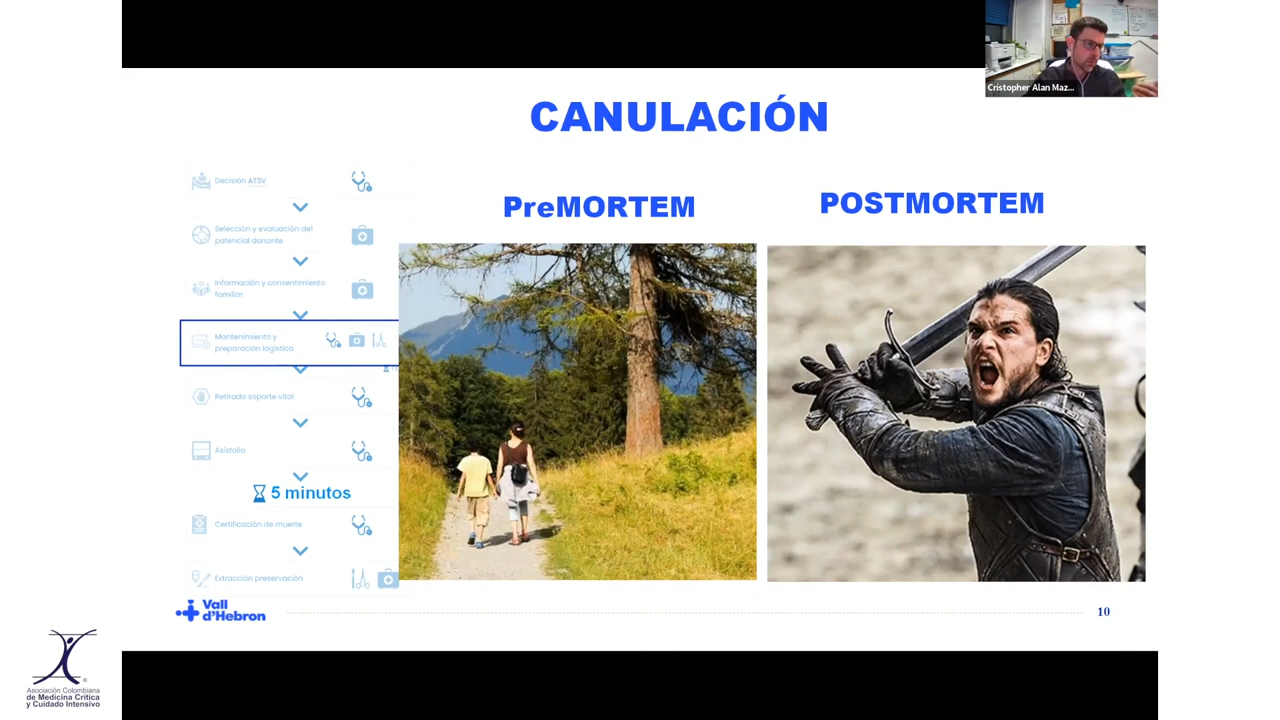 Cristopher Alan Maz...
CANULACIÓN
PreMORTEM
POSTMORTEM
Decisión ATSV
Selección y evaluación del
potencial donante
Información y consentimiento
familiar
Mantenimiento y
preparación logística
Retirada soporte vital
Asistolia
5 minutos
Certificación de muerte
Extracción preservación
Vall
d'Hebron
10
Asociación Colombiana
de Medicina Crítica
y Cuidado Intensivo